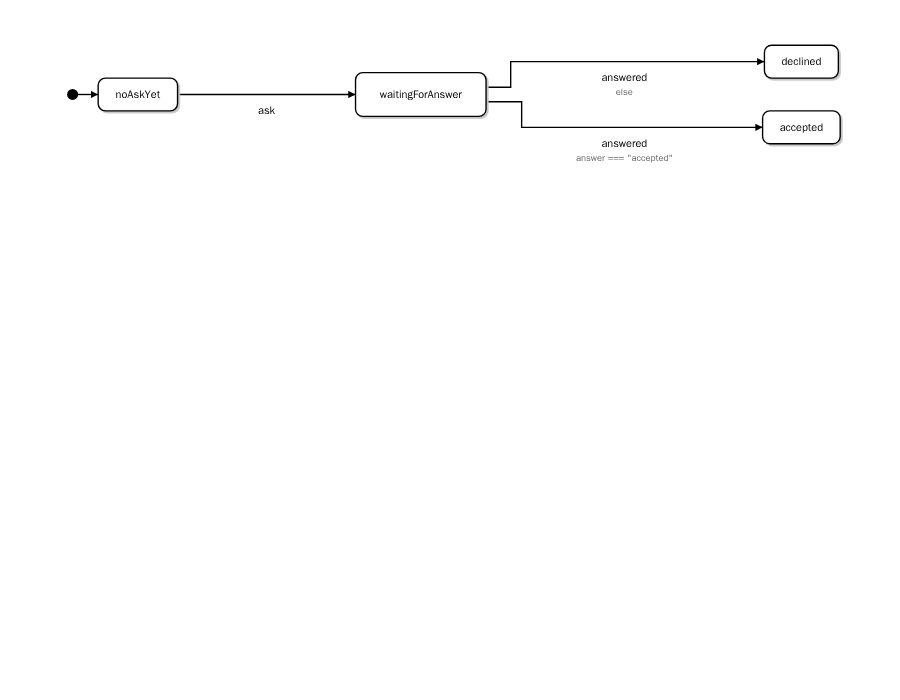 noAskYet
ask
waitingForAnswer
declined
answered
else
accepted
answered
answer === "accepted"